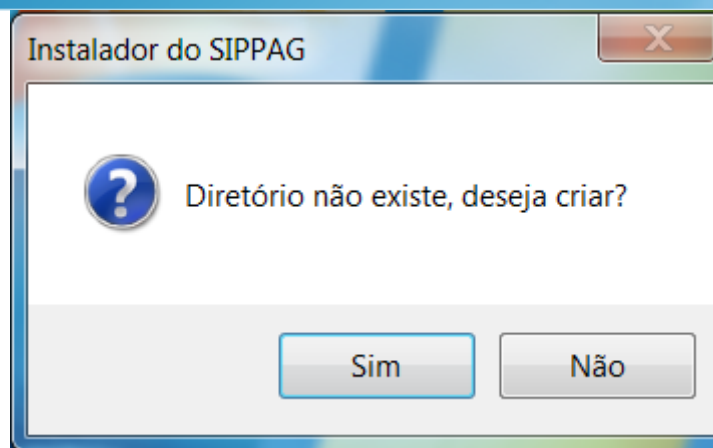 Instalador do SIPPAG
Diretório não existe, deseja criar?
Sim
Não